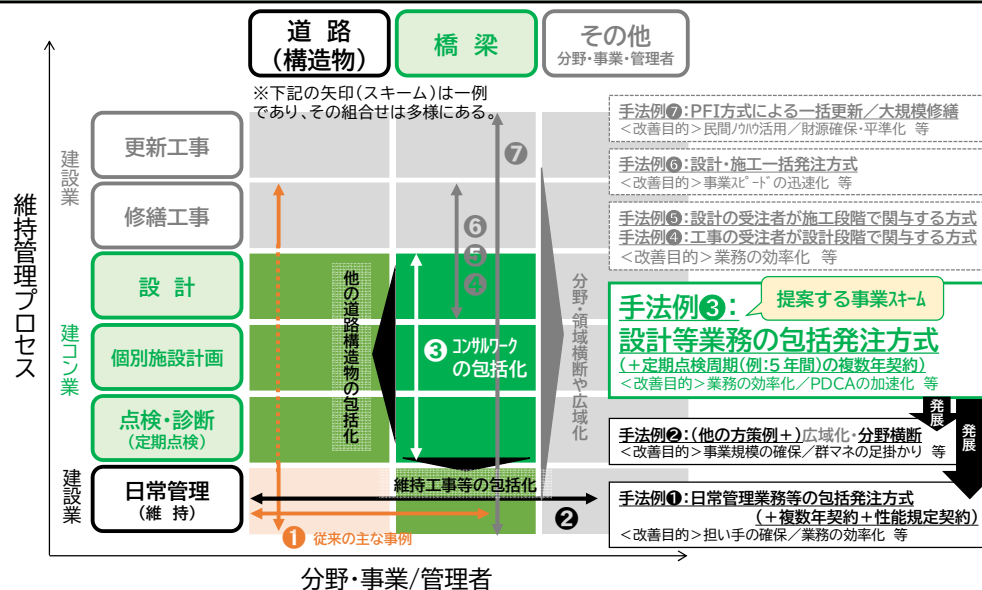 道 路
(構造物)
橋 梁
その他
分野・事業・管理者
※下記の矢印(スキーム)は一例
であり、その組合せは多様にある。
維持管理プロセス
建設業
建コン業
建設業
更新工事
修繕工事
設 計
個別施設計画
点検・診断
(定期点検)
日常管理
(維 持)
❼
❻
❺
❹
他の道路構造物の包括化
❸ コンサルワーク
の包括化
分野・領域横断や広域化
維持工事等の包括化
❷
❶ 従来の主な事例
分野・事業/管理者
手法例❼:PFI方式による一括更新／大規模修繕
<改善目的>民間ノウハウ活用／財源確保・平準化 等
手法例❻:設計・施工一括発注方式
<改善目的>事業スピードの迅速化 等
手法例❺:設計の受注者が施工段階で関与する方式
手法例❹:工事の受注者が設計段階で関与する方式
<改善目的>業務の効率化 等
手法例❸:
提案する事業スキーム
設計等業務の包括発注方式
(+定期点検周期(例:5年間)の複数年契約)
<改善目的>業務の効率化／PDCAの加速化 等
発展
発展
手法例❷:(他の方策例+)広域化・分野横断
<改善目的>事業規模の確保／群マネの足掛かり 等
手法例❶:日常管理業務等の包括発注方式
(+複数年契約+性能規定契約)
<改善目的>担い手の確保／業務の効率化 等